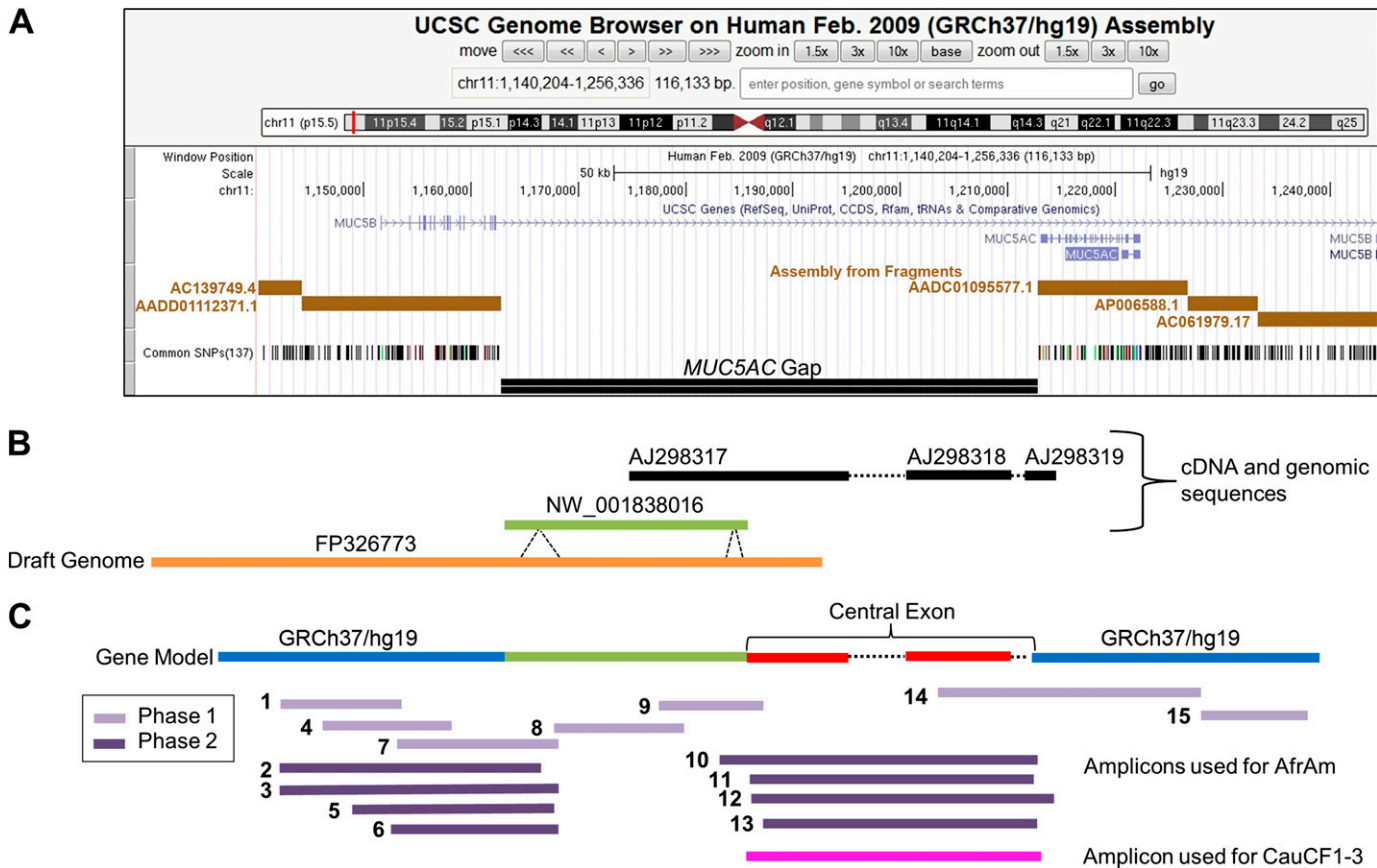 A
UCSC Genome Browser on Human Feb. 2009 (GRCh37/hg19) Assembly
move <<< << < > >> >>> zoom in 1.5x 3x 10x base zoom out 1.5x 3x 10x
chr11:1,140,204-1,256,336 116,133 bp. enter position, gene symbol or search terms go
chr11 (p15.5) 11p15.4 15.2 p15.1 p14.3 14.1 11p13 11p12 p11.2 q12.1 q13.4 11q14.1 q14.3 q21 q22.1 11q22.3 11q23.3 24.2 q25
Window Position Human Feb. 2009 (GRCh37/hg19) chr11:1,140,204-1,256,336 (116,133 bp)
Scale 50 kb hg19
chr11: 1,150,000 1,160,000 1,170,000 1,180,000 1,190,000 1,200,000 1,210,000 1,220,000 1,230,000 1,240,000
UCSC Genes (RefSeq, UniProt, CCDS, Rfam, tRNAs & Comparative Genomics)
MUC5B
MUC5AC MUC5B
MUC5AC MUC5B
Assembly from Fragments
AC139749.4 AADC01095577.1
AADD01112371.1 AP006588.1
AC061979.17
Common SNPs(137)
MUC5AC Gap
B
AJ298317 AJ298318 AJ298319
cDNA and genomic
sequences
NW_001838016
FP326773
Draft Genome
C
Central Exon
GRCh37/hg19 GRCh37/hg19
Gene Model
Phase 1
Phase 2
1
4
7
8
9
14
15
2
3
5
6
10
11
12
13
Amplicons used for AfrAm
Amplicon used for CauCF1-3